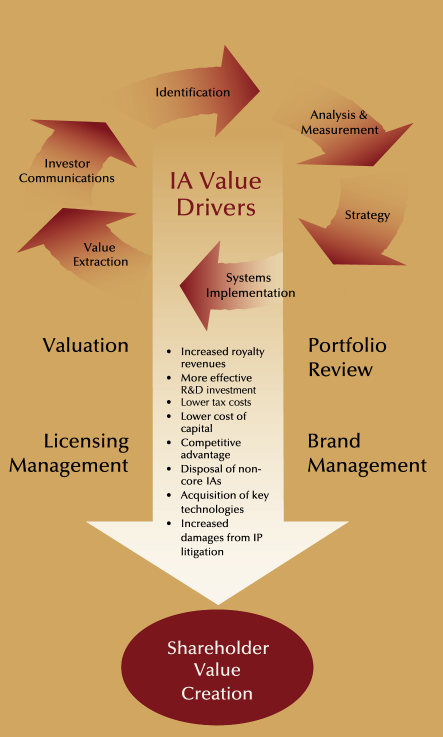 Identification
Analysis &
Measurement
Investor
Communications
IA Value
Drivers
Strategy
Value
Extraction
Systems
Implementation
Valuation
Portfolio
Review
• Increased royalty
revenues
• More effective
R&D investment
• Lower tax costs
• Lower cost of
capital
• Competitive
advantage
• Disposal of non-
core IAs
• Acquisition of key
technologies
• Increased
damages from IP
litigation
Licensing
Management
Brand
Management
Shareholder
Value
Creation